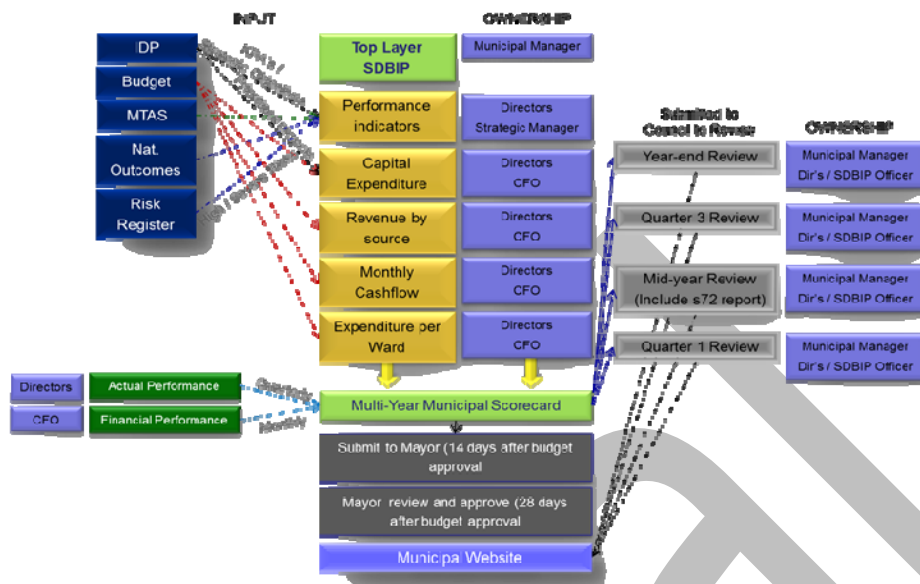 INPUT
OWNERSHIP
IDP
Budget
MTAS
Nat.
Outcomes
Risk
Register
Top Layer
SDBIP
Municipal Manager
Performance
indicators
Directors
Strategic Manager
Capital
Expenditure
Directors
CFO
Revenue by
source
Directors
CFO
Monthly
Cashflow
Directors
CFO
Expenditure per
Ward
Directors
CFO
Submitted to
Council to Review
OWNERSHIP
Year-end Review
Municipal Manager
Dir's / SDBIP Officer
Quarter 3 Review
Municipal Manager
Dir's / SDBIP Officer
Mid-year Review
(Include s72 report)
Municipal Manager
Dir's / SDBIP Officer
Quarter 1 Review
Municipal Manager
Dir's / SDBIP Officer
Directors
Actual Performance
CFO
Financial Performance
Multi-Year Municipal Scorecard
Submit to Mayor (14 days after budget
approval
Mayor review and approve (28 days
after budget approval
Municipal Website